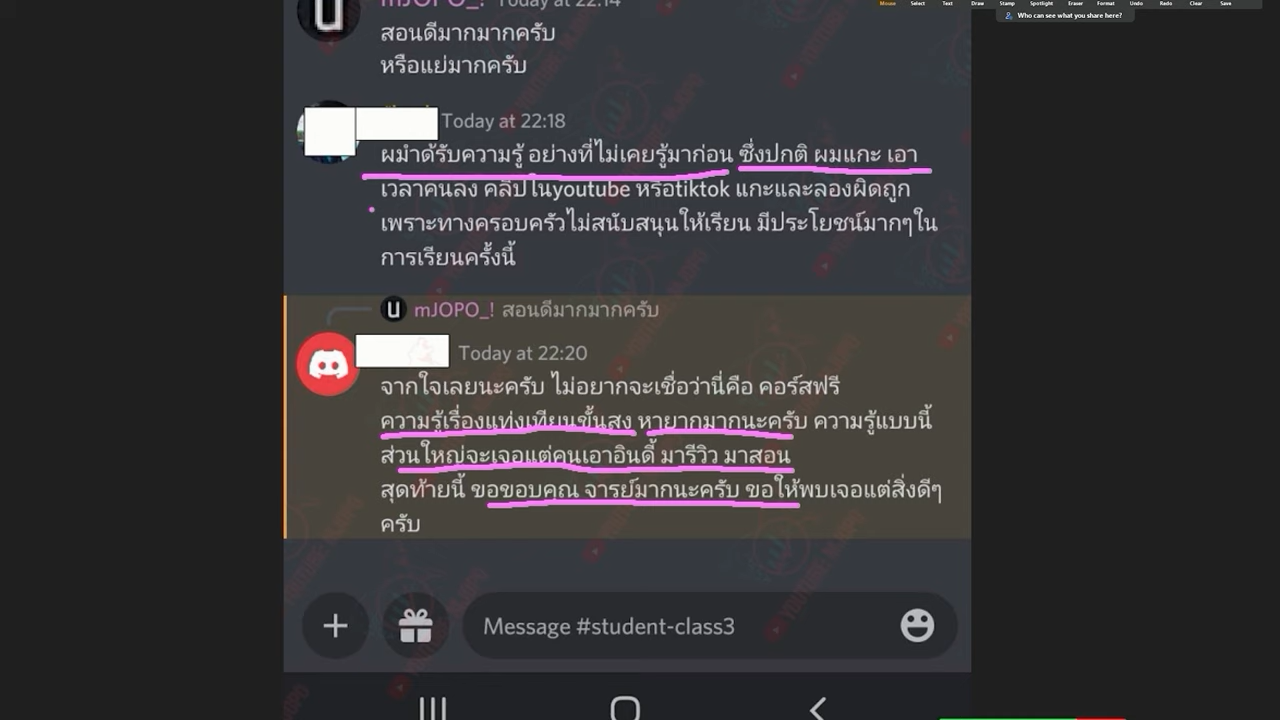 Mouse Select Text Draw Stamp Spotlight Eraser Format Undo Redo Clear Save
Who can see what you share here?
mJOPO_! Today at 22:14
สอนดีมากมากครับ
หรือแย่มากครับ
Today at 22:18
ผมำด้รับความรู้ อย่างที่ไม่เคยรู้มาก่อน ซึ่งปกติ ผมแกะ เอา
เวลาคนลง คลิปในyoutube หรือtiktok แกะและลองผิดถูก
เพราะทางครอบครัวไม่สนับสนุนให้เรียน มีประโยชน์มากๆใน
การเรียนครั้งนี้
mJOPO_! สอนดีมากมากครับ
Today at 22:20
จากใจเลยนะครับ ไม่อยากจะเชื่อว่านี่คือ คอร์สฟรี
ความรู้เรื่องแท่งเทียนขั้นสูง หายากมากนะครับ ความรู้แบบนี้
ส่วนใหญ่จะเจอแต่คนเอาอินดี้ มารีวิว มาสอน
สุดท้ายนี้ ขอขอบคุณ จารย์มากนะครับ ขอให้พบเจอแต่สิ่งดีๆ
ครับ
Message #student-class3